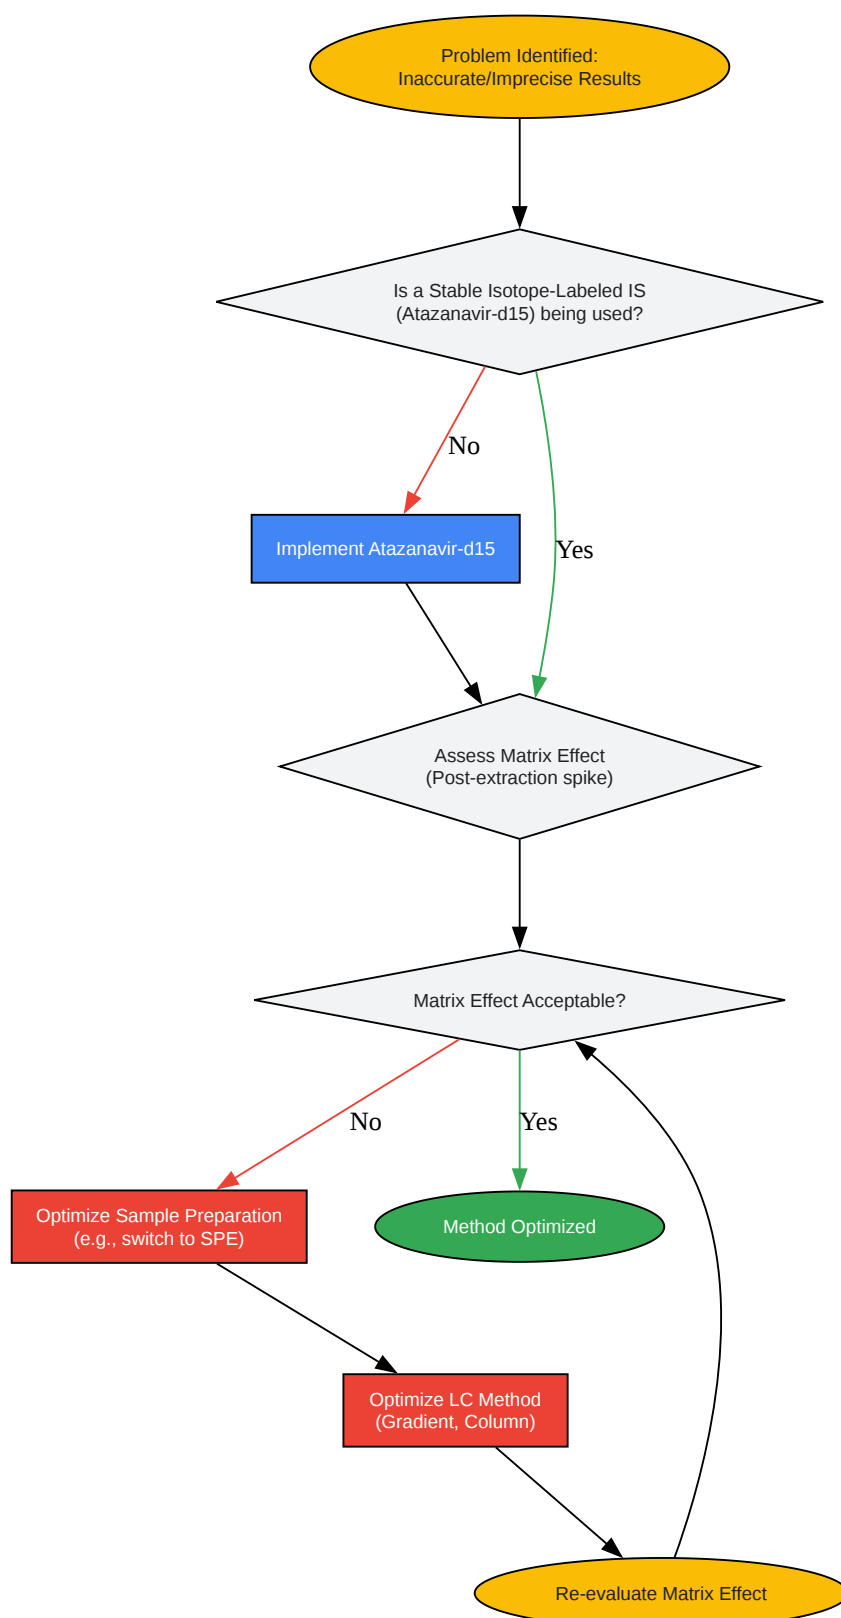 Problem Identified:
Inaccurate/Imprecise Results
Is a Stable Isotope-Labeled IS
(Atazanavir-d15) being used?
No
Implement Atazanavir-d15
Yes
Assess Matrix Effect
(Post-extraction spike)
Matrix Effect Acceptable?
No
Yes
Optimize Sample Preparation
(e.g., switch to SPE)
Method Optimized
Optimize LC Method
(Gradient, Column)
Re-evaluate Matrix Effect